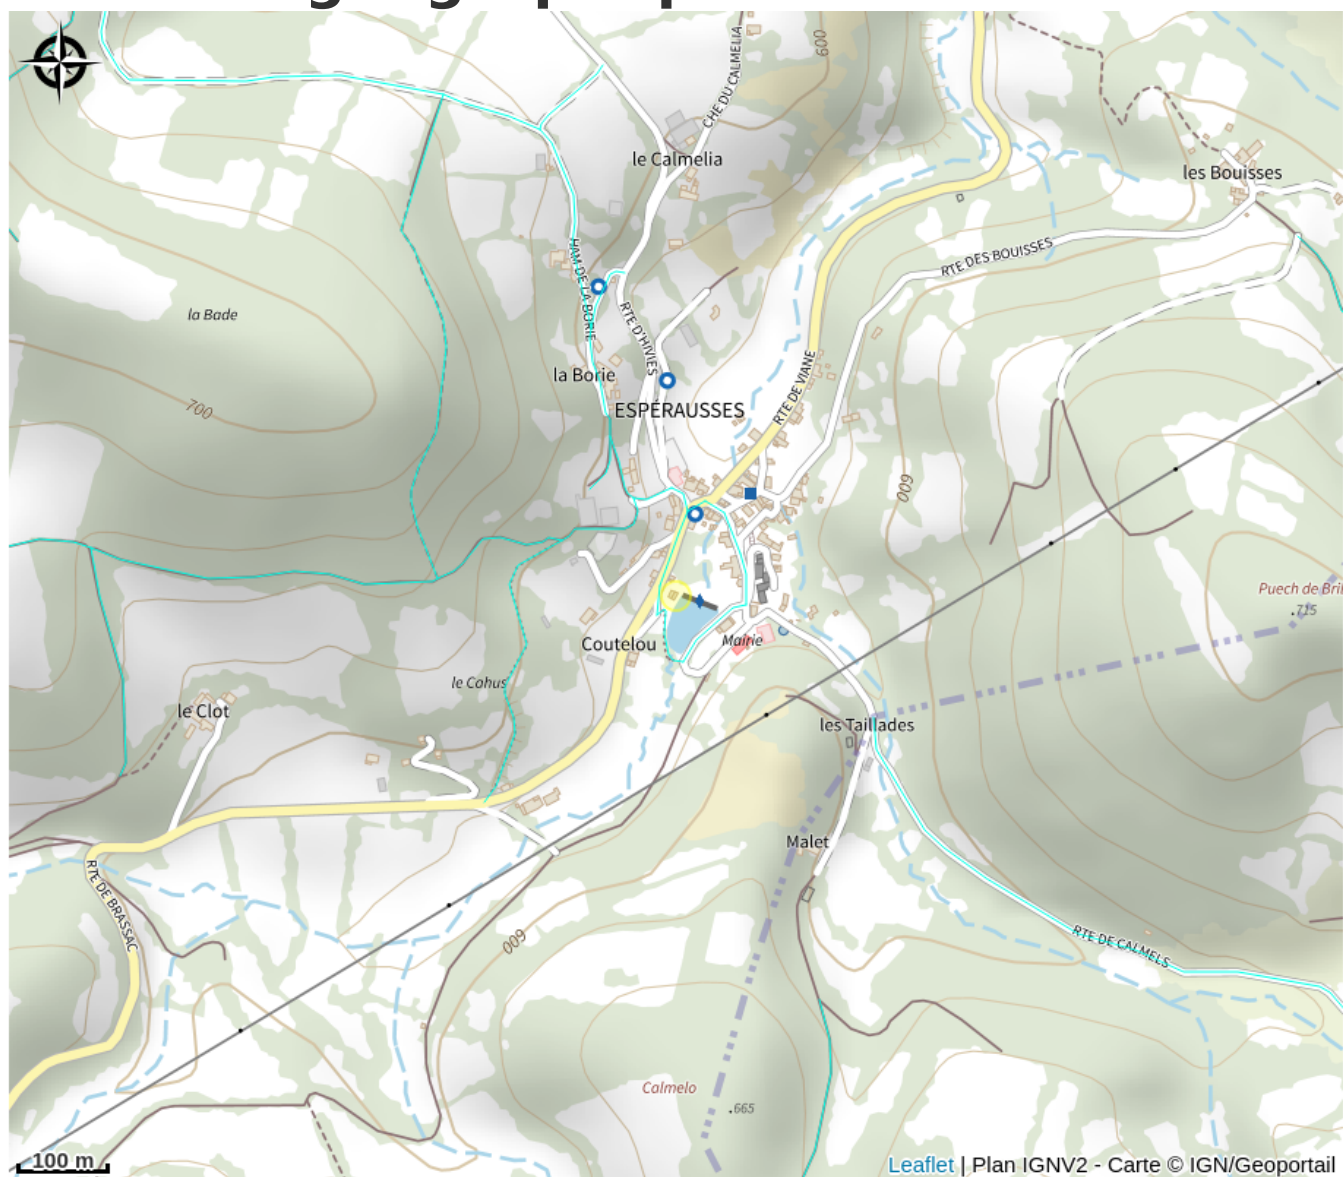 CHE DU CALMELIA
600
le Calmelia
les Bouisses
HAM DE LA BORIE
RTE DES BOUISSES
la Bade
RTE D'HIVIES
RTE DE VIANE
la Borie
700
ESPÉRAUSSES
600
Puech de Bril
.715
Coutelou
Mairie
le Cahus
le Clot
les Taillades
Malet
RTE DE BRASSAC
600
RTE DE CALMELS
Calmelo
.665
100 m
Leaflet | Plan IGNV2 - Carte © IGN/Geoportail